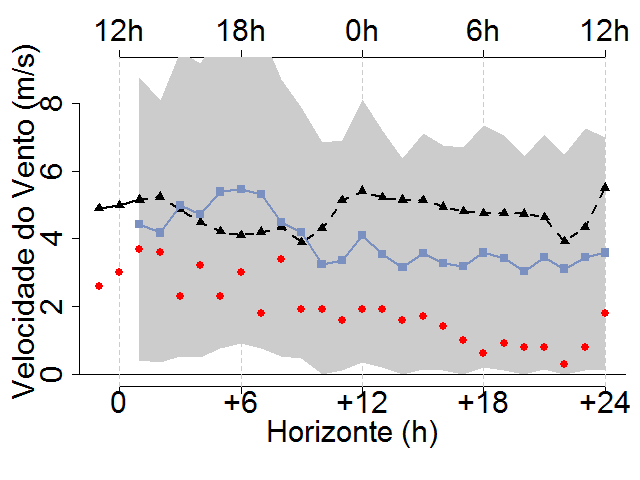 12h 18h 0h 6h 12h
Velocidade do Vento (m/s)
8
6
4
2
0
0 +6 +12 +18 +24
Horizonte (h)